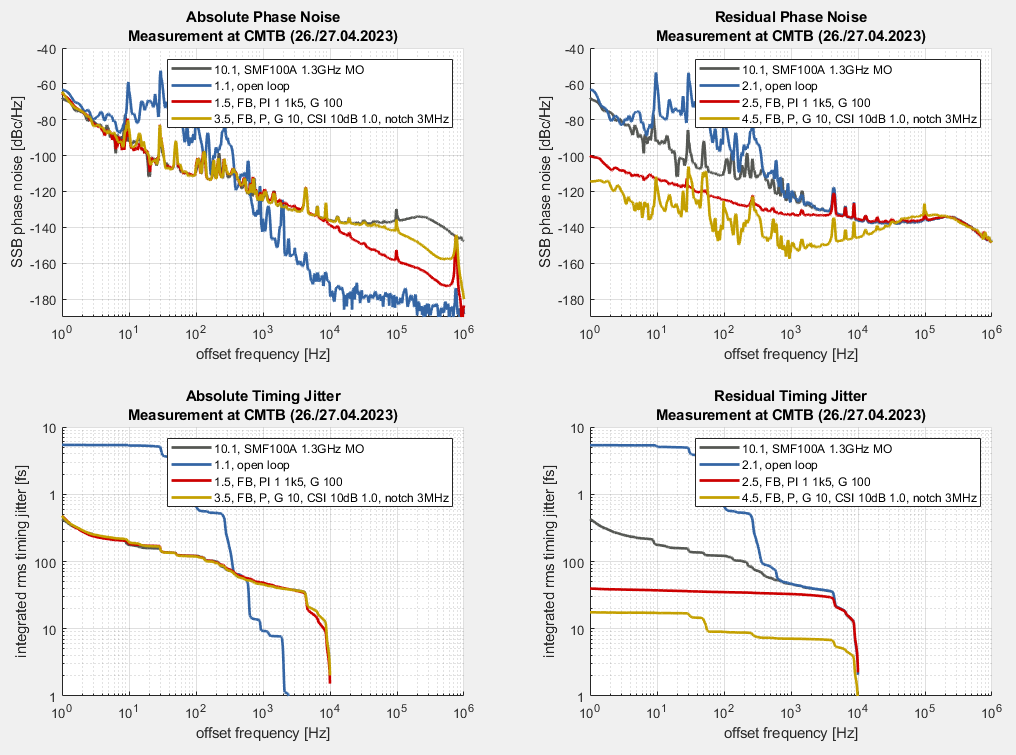 Absolute Phase Noise
Measurement at CMTB (26./27.04.2023)
SSB phase noise [dBc/Hz]
-40
-60
-80
-100
-120
-140
-160
-180
10.1, SMF100A 1.3GHz MO
1.1, open loop
1.5, FB, PI 1 1k5, G 100
3.5, FB, P, G 10, CSI 10dB 1.0, notch 3MHz
10^0 10^1 10^2 10^3 10^4 10^5 10^6
offset frequency [Hz]
Residual Phase Noise
Measurement at CMTB (26./27.04.2023)
SSB phase noise [dBc/Hz]
-40
-60
-80
-100
-120
-140
-160
-180
10.1, SMF100A 1.3GHz MO
2.1, open loop
2.5, FB, PI 1 1k5, G 100
4.5, FB, P, G 10, CSI 10dB 1.0, notch 3MHz
10^0 10^1 10^2 10^3 10^4 10^5 10^6
offset frequency [Hz]
Absolute Timing Jitter
Measurement at CMTB (26./27.04.2023)
integrated rms timing jitter [fs]
10
1
100
10
1
10.1, SMF100A 1.3GHz MO
1.1, open loop
1.5, FB, PI 1 1k5, G 100
3.5, FB, P, G 10, CSI 10dB 1.0, notch 3MHz
10^0 10^1 10^2 10^3 10^4 10^5 10^6
offset frequency [Hz]
Residual Timing Jitter
Measurement at CMTB (26./27.04.2023)
integrated rms timing jitter [fs]
10
1
100
10
1
10.1, SMF100A 1.3GHz MO
2.1, open loop
2.5, FB, PI 1 1k5, G 100
4.5, FB, P, G 10, CSI 10dB 1.0, notch 3MHz
10^0 10^1 10^2 10^3 10^4 10^5 10^6
offset frequency [Hz]